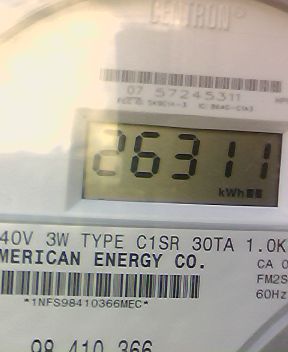 CENTRON®
07 57245311
26311
kWh
40V 3W TYPE C1SR 30TA 1.0K
MERICAN ENERGY CO.
CA 0
FM2S
60Hz
*1NFS98410366MEC*
98 410 366